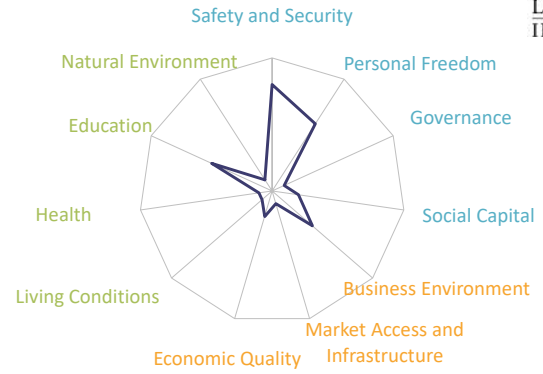 Safety and Security
Natural Environment
Personal Freedom
Education
Governance
Health
Social Capital
Living Conditions
Business Environment
Market Access and
Infrastructure
Economic Quality